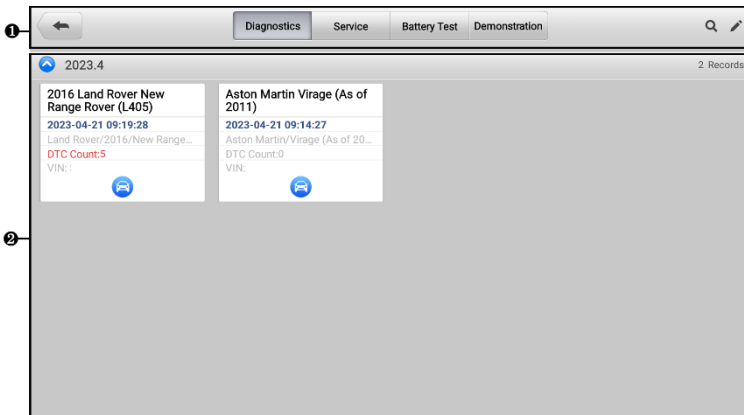 ❶
Diagnostics Service Battery Test Demonstration
2023.4
2 Records
2016 Land Rover New
Range Rover (L405)
2023-04-21 09:19:28
Land Rover/2016/New Range...
DTC Count:5
VIN: :
Aston Martin Virage (As of
2011)
2023-04-21 09:14:27
Aston Martin/Virage (As of 20...
DTC Count:0
VIN:
❷